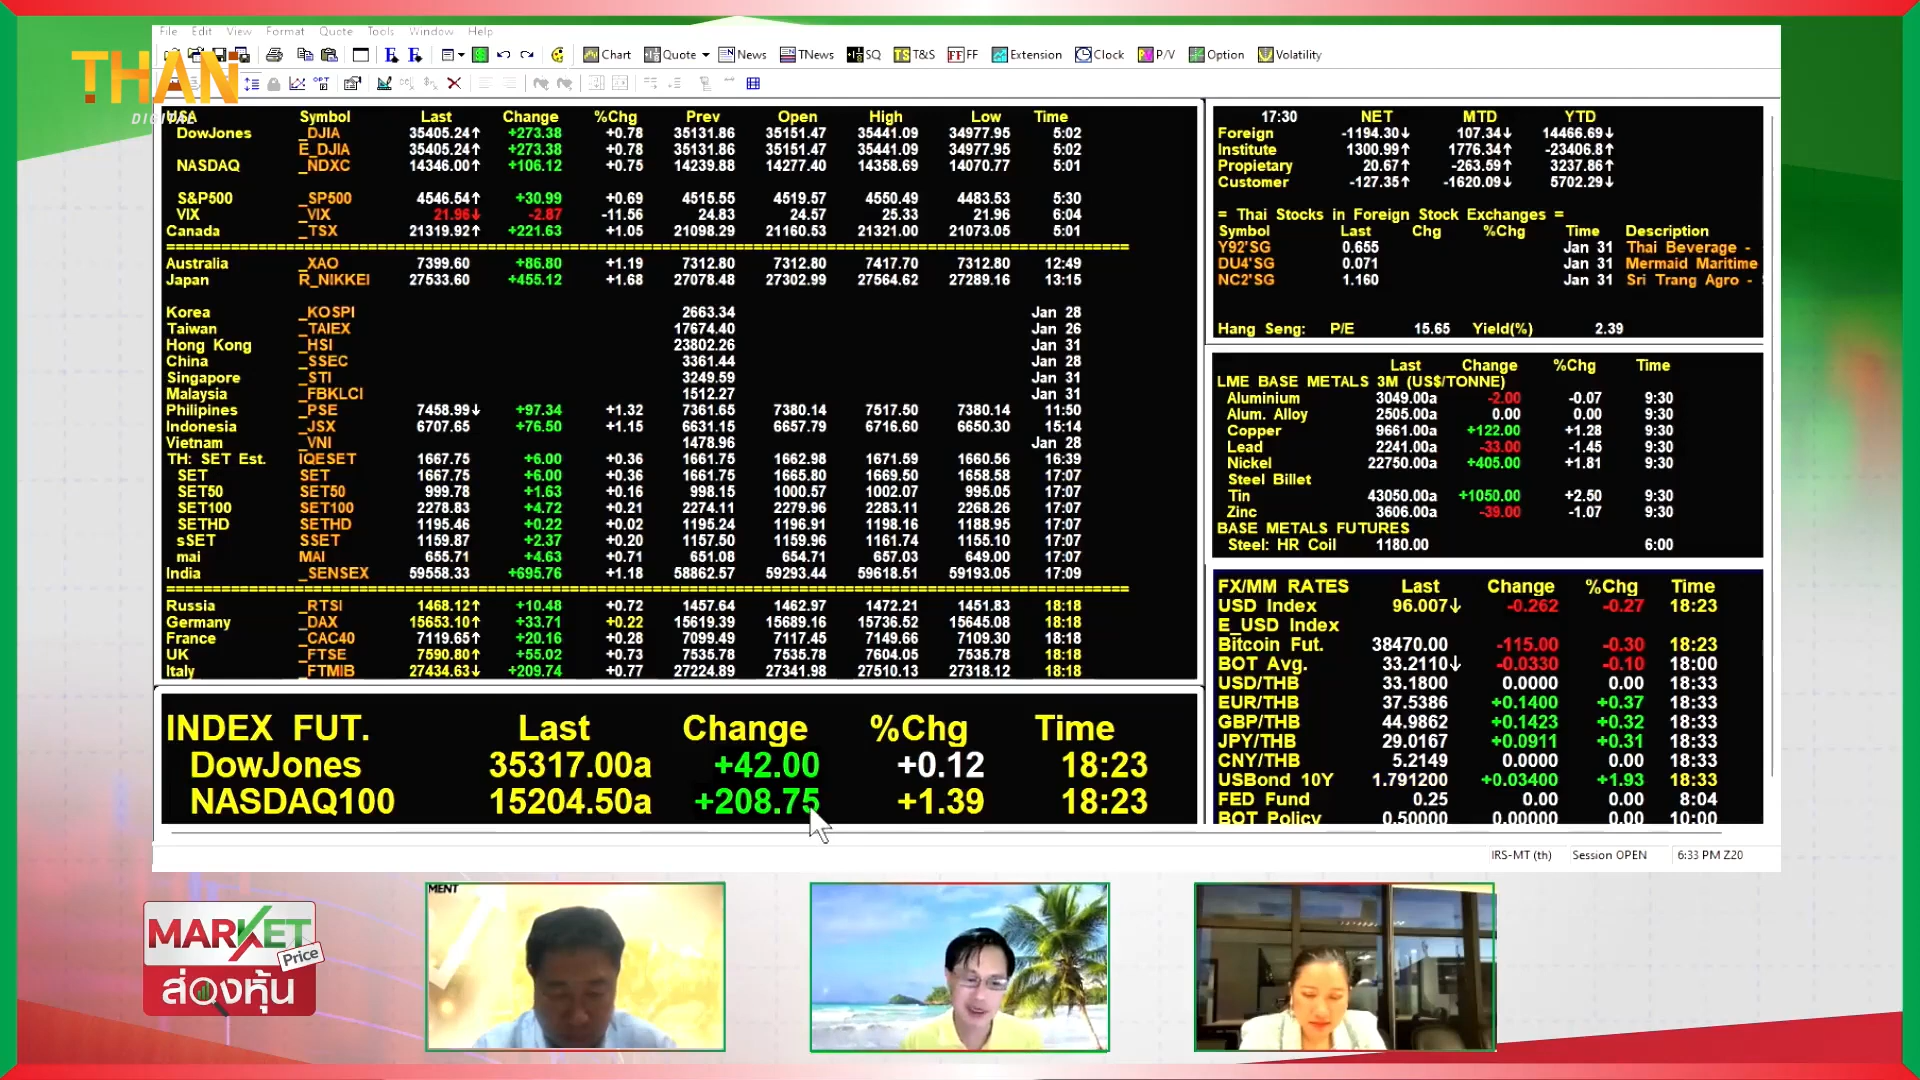 File Edit View Format Quote Tools Window Help
Chart Quote News TNews SQ TS T&S FF FF Extension Clock P/V Option Volatility
THAN
DIGITAL
USA Symbol Last Change %Chg Prev Open High Low Time
DowJones _DJIA 35405.24↑ +273.38 +0.78 35131.86 35151.47 35441.09 34977.95 5:02
E_DJIA 35405.24↑ +273.38 +0.78 35131.86 35151.47 35441.09 34977.95 5:02
NASDAQ _NDXC 14346.00↑ +106.12 +0.75 14239.88 14277.40 14358.69 14070.77 5:01
S&P500 _SP500 4546.54↑ +30.99 +0.69 4515.55 4519.57 4550.49 4483.53 5:30
VIX _VIX 21.96↓ -2.87 -11.56 24.83 24.57 25.33 21.96 6:04
Canada _TSX 21319.92↑ +221.63 +1.05 21098.29 21160.53 21321.00 21073.05 5:01
Australia _XAO 7399.60 +86.80 +1.19 7312.80 7312.80 7417.70 7312.80 12:49
Japan R_NIKKEI 27533.60 +455.12 +1.68 27078.48 27302.99 27564.62 27289.16 13:15
Korea _KOSPI 2663.34 Jan 28
Taiwan _TAIEX 17674.40 Jan 26
Hong Kong _HSI 23802.26 Jan 31
China _SSEC 3361.44 Jan 28
Singapore _STI 3249.59 Jan 31
Malaysia _FBKLCI 1512.27 Jan 31
Philipines _PSE 7458.99↓ +97.34 +1.32 7361.65 7380.14 7517.50 7380.14 11:50
Indonesia _JSX 6707.65 +76.50 +1.15 6631.15 6657.79 6716.60 6650.30 15:14
Vietnam _VNI 1478.96 Jan 28
TH: SET Est. IQESET 1667.75 +6.00 +0.36 1661.75 1662.98 1671.59 1660.56 16:39
SET SET 1667.75 +6.00 +0.36 1661.75 1665.80 1669.50 1658.58 17:07
SET50 SET50 999.78 +1.63 +0.16 998.15 1000.57 1002.07 995.05 17:07
SET100 SET100 2278.83 +4.72 +0.21 2274.11 2279.96 2283.11 2268.26 17:07
SETHD SETHD 1195.46 +0.22 +0.02 1195.24 1196.91 1198.16 1188.95 17:07
sSET SSET 1159.87 +2.37 +0.20 1157.50 1159.96 1161.74 1155.10 17:07
mai MAI 655.71 +4.63 +0.71 651.08 654.71 657.03 649.00 17:07
India _SENSEX 59558.33 +695.76 +1.18 58862.57 59293.44 59618.51 59193.05 17:09
Russia _RTSI 1468.12↑ +10.48 +0.72 1457.64 1462.97 1472.21 1451.83 18:18
Germany _DAX 15653.10↑ +33.71 +0.22 15619.39 15689.16 15736.52 15645.08 18:18
France _CAC40 7119.65↑ +20.16 +0.28 7099.49 7117.45 7149.66 7109.30 18:18
UK _FTSE 7590.80↑ +55.02 +0.73 7535.78 7535.78 7604.05 7535.78 18:18
Italy _FTMIB 27434.63↓ +209.74 +0.77 27224.89 27341.98 27510.13 27318.12 18:18
INDEX FUT. Last Change %Chg Time
DowJones 35317.00a +42.00 +0.12 18:23
NASDAQ100 15204.50a +208.75 +1.39 18:23
17:30 NET MTD YTD
Foreign -1194.30↓ 107.34↓ 14466.69↓
Institute 1300.99↑ 1776.34↑ -23406.8↑
Propietary 20.67↑ -263.59↑ 3237.86↑
Customer -127.35↑ -1620.09↓ 5702.29↓
= Thai Stocks in Foreign Stock Exchanges =
Symbol Last Chg %Chg Time Description
Y92'SG 0.655 Jan 31 Thai Beverage -
DU4'SG 0.071 Jan 31 Mermaid Maritime
NC2'SG 1.160 Jan 31 Sri Trang Agro -
Hang Seng: P/E 15.65 Yield(%) 2.39
Last Change %Chg Time
LME BASE METALS 3M (US$/TONNE)
Aluminium 3049.00a -2.00 -0.07 9:30
Alum. Alloy 2505.00a 0.00 0.00 9:30
Copper 9661.00a +122.00 +1.28 9:30
Lead 2241.00a -33.00 -1.45 9:30
Nickel 22750.00a +405.00 +1.81 9:30
Steel Billet
Tin 43050.00a +1050.00 +2.50 9:30
Zinc 3606.00a -39.00 -1.07 9:30
BASE METALS FUTURES
Steel: HR Coil 1180.00 6:00
FX/MM RATES Last Change %Chg Time
USD Index 96.007↓ -0.262 -0.27 18:23
E_USD Index
Bitcoin Fut. 38470.00 -115.00 -0.30 18:23
BOT Avg. 33.2110↓ -0.0330 -0.10 18:00
USD/THB 33.1800 0.0000 0.00 18:33
EUR/THB 37.5386 +0.1400 +0.37 18:33
GBP/THB 44.9862 +0.1423 +0.32 18:33
JPY/THB 29.0167 +0.0911 +0.31 18:33
CNY/THB 5.2149 0.0000 0.00 18:33
USBond 10Y 1.791200 +0.03400 +1.93 18:33
FED Fund 0.25 0.00 0.00 8:04
BOT Policy 0.50000 0.00000 0.00 10:00
IRS-MT (th) Session OPEN 6:33 PM Z20
MARKET
Price
ส่องหุ้น
MENT